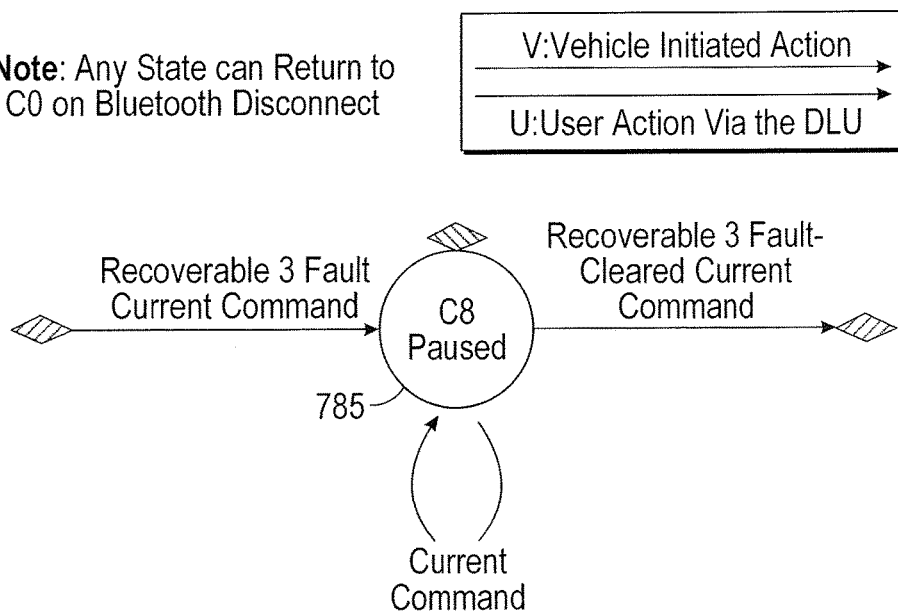 Note: Any State can Return to
C0 on Bluetooth Disconnect
V:Vehicle Initiated Action
U:User Action Via the DLU
Recoverable 3 Fault
Current Command
Recoverable 3 Fault-
Cleared Current
Command
C8
Paused
785
Current
Command